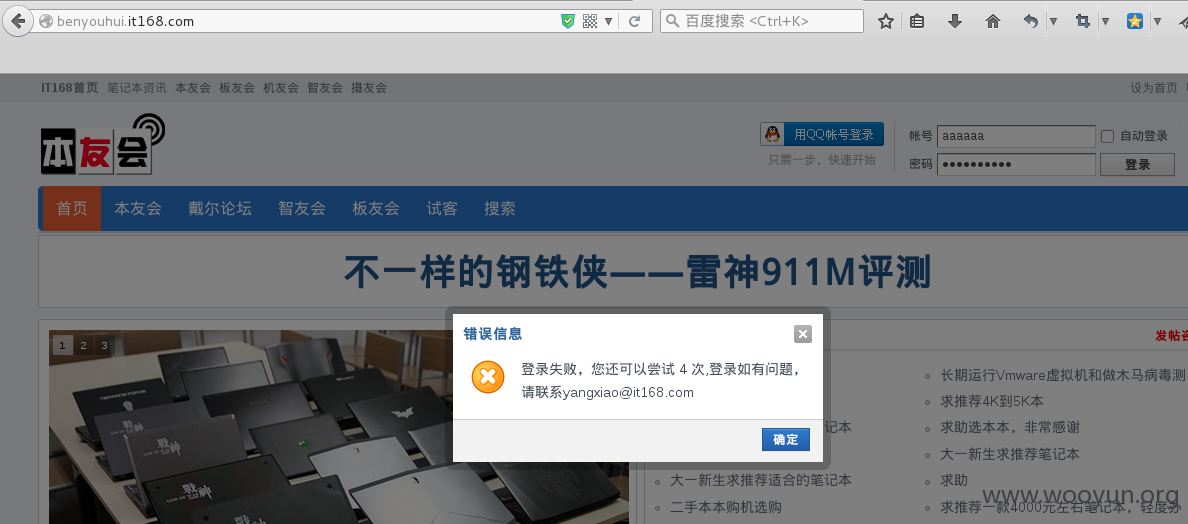 benyouhui.it168.com
百度搜索 <Ctrl+K>
IT168首页 笔记本资讯 本友会 板友会 机友会 智友会 摄友会
设为首页
本友会
用QQ帐号登录
只需一步，快速开始
帐号 aaaaaa 自动登录
密码 ●●●●●●●●●● 登录
首页 本友会 戴尔论坛 智友会 板友会 试客 搜索
不一样的钢铁侠——雷神911M评测
1 2 3
发帖咨
错误信息
登录失败，您还可以尝试 4 次,登录如有问题，
请联系yangxiao@it168.com
确定
长期运行Vmware虚拟机和做木马病毒测
求推荐4K到5K本
求助选本本，非常感谢
大一新生求推荐笔记本
求助
求推荐一款4000元左右笔记本，轻度办
笔记本
大一新生求推荐适合的笔记本
二手本本购机选购
www.wooyun.org